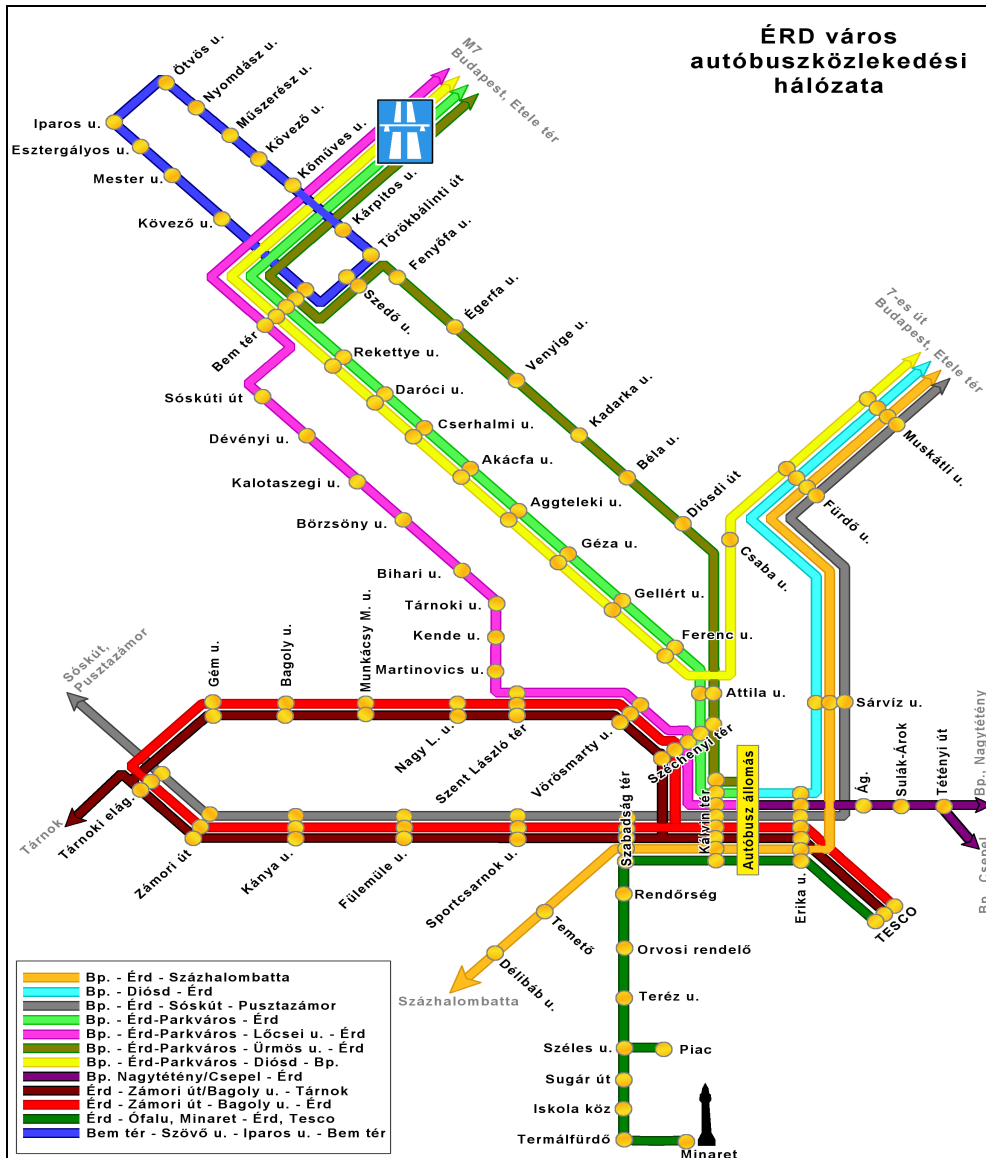 ÉRD város
autóbuszközlekedési
hálózata
M7
Budapest, Etele tér
Ötvös u.
Nyomdász u.
Műszerész u.
Kövező u.
Kőműves u.
Kárpitos u.
Törökbálinti út
Iparos u.
Esztergályos u.
Mester u.
Kövező u.
Bem tér
Szedő u.
Fenyőfa u.
Égerfa u.
Venyige u.
Kadarka u.
Béla u.
Diósdi út
Rekettye u.
Daróci u.
Cserhalmi u.
Akácfa u.
Aggteleki u.
Géza u.
Gellért u.
Ferenc u.
Attila u.
Sóskúti út
Dévényi u.
Kalotaszegi u.
Börzsöny u.
Bihari u.
Tárnoki u.
Kende u.
Martinovics u.
7-es út
Budapest, Etele tér
Muskátli u.
Fürdő u.
Csaba u.
Sárvíz u.
Sóskút,
Pusztazámor
Gém u.
Bagoly u.
Munkácsy M. u.
Nagy L. u.
Szent László tér
Vörösmarty u.
Széchenyi tér
Tárnok
Tárnoki elág.
Zámori út
Kánya u.
Fülemüle u.
Sportcsarnok u.
Szabadság tér
Kálvin tér
Autóbusz állomás
Erika u.
Ág.
Sulák-Árok
Tétényi út
Bp., Nagytétény
Bp. Csepel
TESCO
Temető
Délibáb u.
Százhalombatta
Rendőrség
Orvosi rendelő
Teréz u.
Széles u.
Piac
Sugár út
Iskola köz
Termálfürdő
Minaret
Bp. - Érd - Százhalombatta
Bp. - Diósd - Érd
Bp. - Érd - Sóskút - Pusztazámor
Bp. - Érd-Parkváros - Érd
Bp. - Érd-Parkváros - Lőcsei u. - Érd
Bp. - Érd-Parkváros - Ürmös u. - Érd
Bp. - Érd-Parkváros - Diósd - Bp.
Bp. Nagytétény/Csepel - Érd
Érd - Zámori út/Bagoly u. - Tárnok
Érd - Zámori út - Bagoly u. - Érd
Érd - Ófalu, Minaret - Érd, Tesco
Bem tér - Szövő u. - Iparos u. - Bem tér